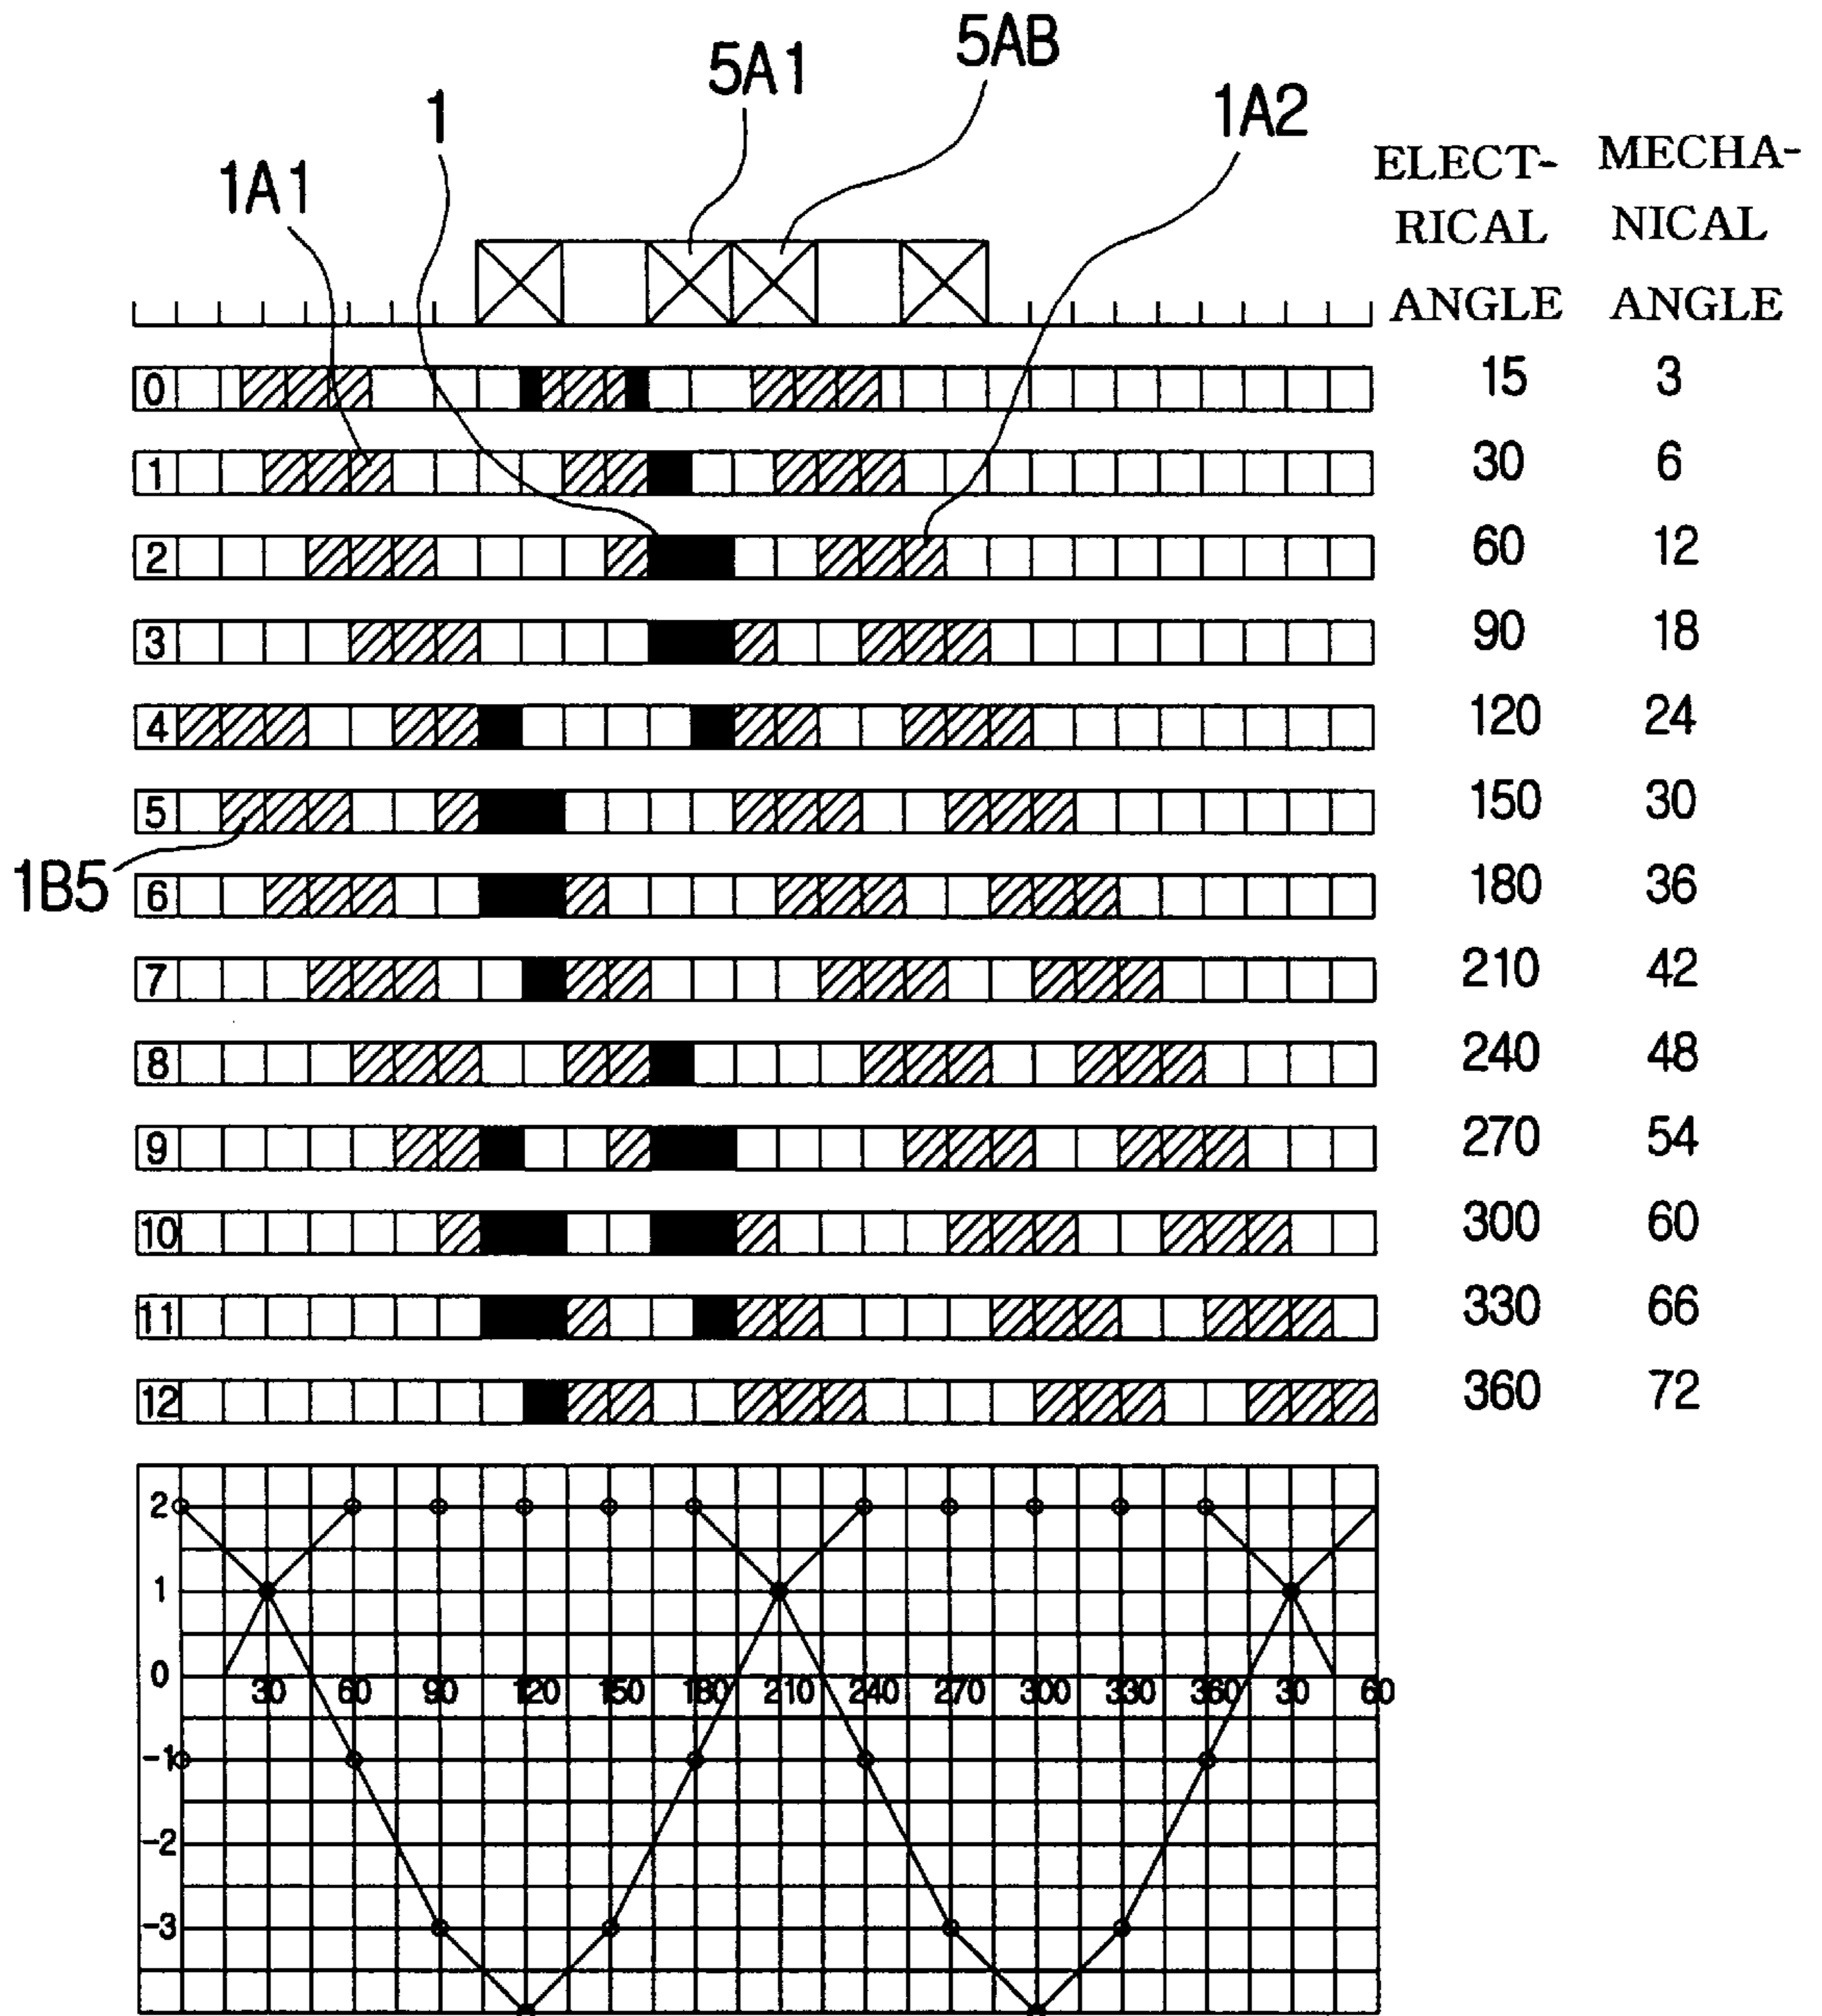 5AB
5A1
1
1A2
1A1
ELECT-
RICAL
ANGLE
MECHA-
NICAL
ANGLE
0 15 3
1 30 6
2 60 12
3 90 18
4 120 24
5 150 30
1B5
6 180 36
7 210 42
8 240 48
9 270 54
10 300 60
11 330 66
12 360 72
2
1
0
30 60 90 120 150 180 210 240 270 300 330 360 30 60
-1
-2
-3